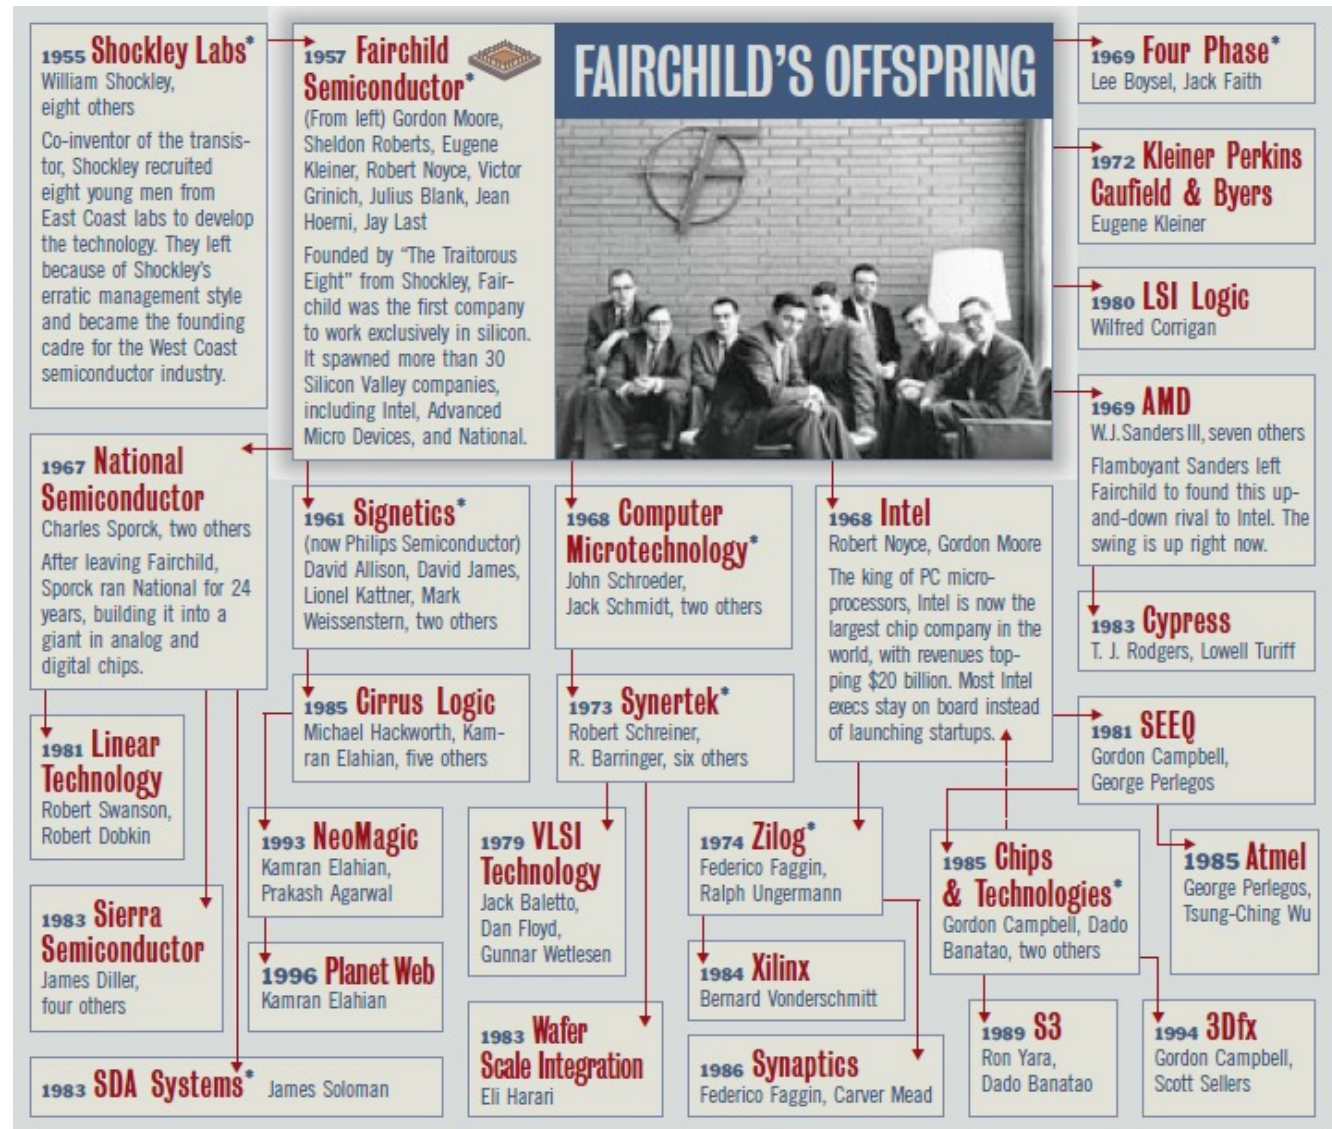 1955 Shockley Labs*
William Shockley,
eight others
Co-inventor of the transis-
tor, Shockley recruited
eight young men from
East Coast labs to develop
the technology. They left
because of Shockley's
erratic management style
and became the founding
cadre for the West Coast
semiconductor industry.
1957 Fairchild
Semiconductor*
(From left) Gordon Moore,
Sheldon Roberts, Eugene
Kleiner, Robert Noyce, Victor
Grinich, Julius Blank, Jean
Hoerni, Jay Last
Founded by “The Traitorous
Eight” from Shockley, Fair-
child was the first company
to work exclusively in silicon.
It spawned more than 30
Silicon Valley companies,
including Intel, Advanced
Micro Devices, and National.
FAIRCHILD'S OFFSPRING
1969 Four Phase*
Lee Boysel, Jack Faith
1972 Kleiner Perkins
Caufield & Byers
Eugene Kleiner
1980 LSI Logic
Wilfred Corrigan
1969 AMD
W.J. Sanders III, seven others
Flamboyant Sanders left
Fairchild to found this up-
and-down rival to Intel. The
swing is up right now.
1983 Cypress
T. J. Rodgers, Lowell Turiff
1967 National
Semiconductor
Charles Sporck, two others
After leaving Fairchild,
Sporck ran National for 24
years, building it into a
giant in analog and
digital chips.
1961 Signetics*
(now Philips Semiconductor)
David Allison, David James,
Lionel Kattner, Mark
Weissenstern, two others
1968 Computer
Microtechnology*
John Schroeder,
Jack Schmidt, two others
1968 Intel
Robert Noyce, Gordon Moore
The king of PC micro-
processors, Intel is now the
largest chip company in the
world, with revenues top-
ping $20 billion. Most Intel
execs stay on board instead
of launching startups.
1985 Cirrus Logic
Michael Hackworth, Kam-
ran Elahian, five others
1973 Synertek*
Robert Schreiner,
R. Barringer, six others
1981 SEEQ
Gordon Campbell,
George Perlegos
1981 Linear
Technology
Robert Swanson,
Robert Dobkin
1993 NeoMagic
Kamran Elahian,
Prakash Agarwal
1979 VLSI
Technology
Jack Baletto,
Dan Floyd,
Gunnar Wetlesen
1974 Zilog*
Federico Faggin,
Ralph Ungermann
1985 Chips
& Technologies*
Gordon Campbell, Dado
Banatao, two others
1985 Atmel
George Perlegos,
Tsung-Ching Wu
1983 Sierra
Semiconductor
James Diller,
four others
1996 Planet Web
Kamran Elahian
1984 Xilinx
Bernard Vonderschmitt
1983 Wafer
Scale Integration
Eli Harari
1986 Synaptics
Federico Faggin, Carver Mead
1989 S3
Ron Yara,
Dado Banatao
1994 3Dfx
Gordon Campbell,
Scott Sellers
1983 SDA Systems* James Soloman